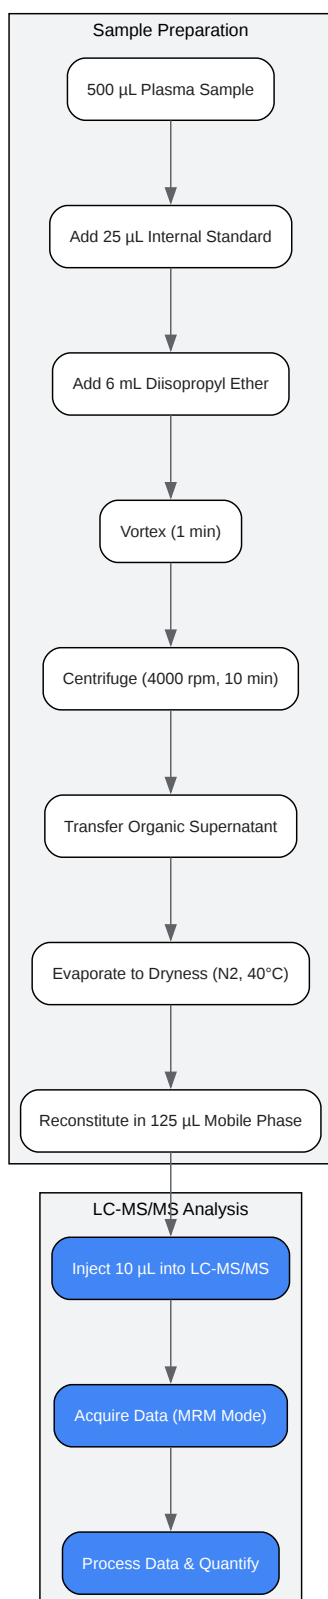 Sample Preparation
500 µL Plasma Sample
Add 25 µL Internal Standard
Add 6 mL Diisopropyl Ether
Vortex (1 min)
Centrifuge (4000 rpm, 10 min)
Transfer Organic Supernatant
Evaporate to Dryness (N2, 40°C)
Reconstitute in 125 µL Mobile Phase
LC-MS/MS Analysis
Inject 10 µL into LC-MS/MS
Acquire Data (MRM Mode)
Process Data & Quantify